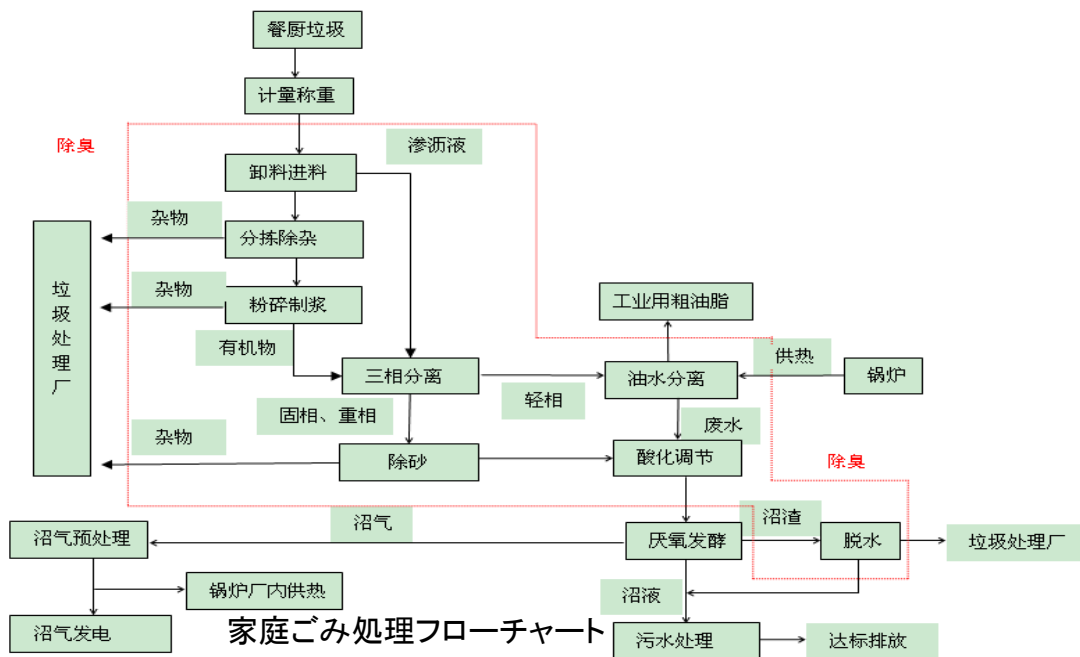 餐厨垃圾
计量称重
除臭
渗沥液
卸料进料
杂物
分拣除杂
垃圾处理厂
杂物
粉碎制浆
工业用粗油脂
有机物
供热
三相分离
油水分离
锅炉
轻相
固相、重相
废水
杂物
除砂
酸化调节
除臭
沼气
沼渣
沼气预处理
厌氧发酵
脱水
垃圾处理厂
锅炉厂内供热
沼液
沼气发电
家庭ごみ処理フローチャート
污水处理
达标排放